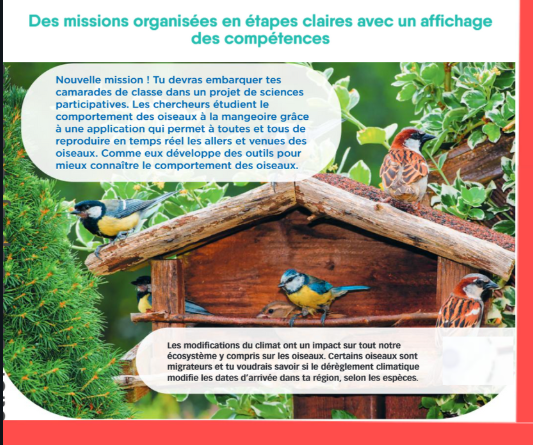 Des missions organisées en étapes claires avec un affichage
des compétences
Nouvelle mission ! Tu devras embarquer tes
camarades de classe dans un projet de sciences
participatives. Les chercheurs étudient le
comportement des oiseaux à la mangeoire grâce
à une application qui permet à toutes et tous de
reproduire en temps réel les allers et venues des
oiseaux. Comme eux développe des outils pour
mieux connaître le comportement des oiseaux.
Les modifications du climat ont un impact sur tout notre
écosystème y compris sur les oiseaux. Certains oiseaux sont
migrateurs et tu voudrais savoir si le dérèglement climatique
modifie les dates d'arrivée dans ta région, selon les espèces.